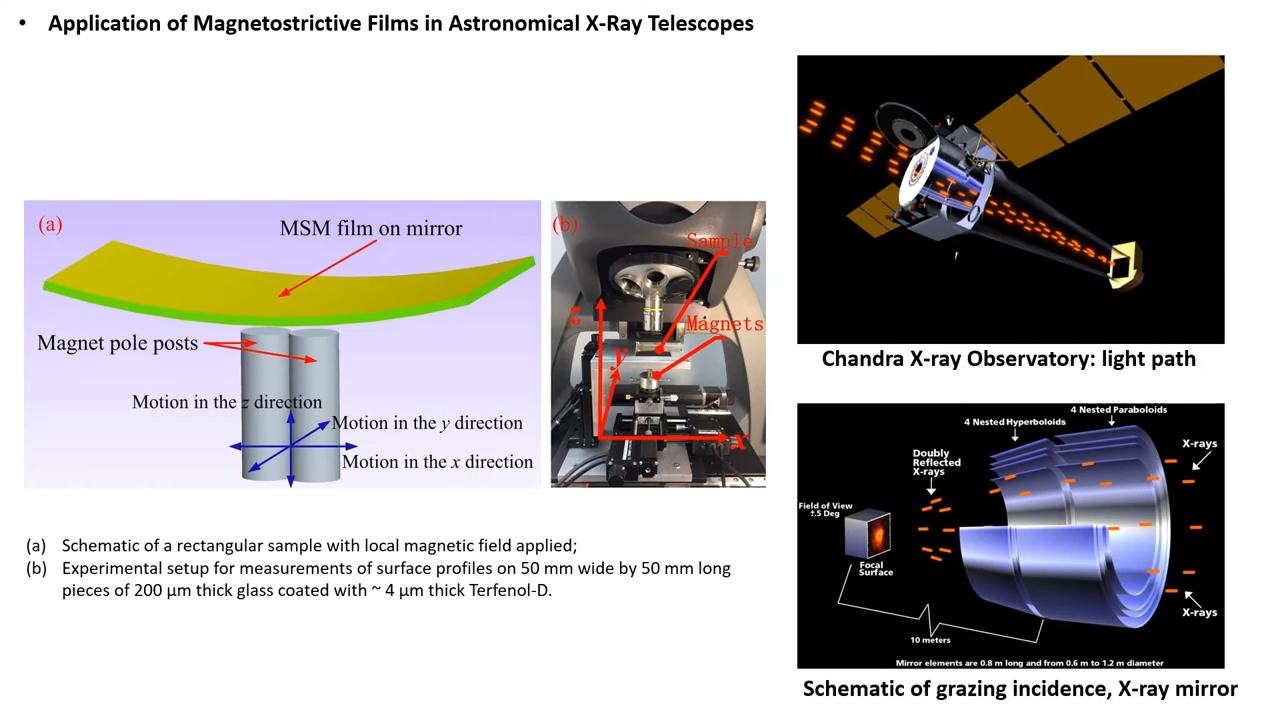 • Application of Magnetostrictive Films in Astronomical X-Ray Telescopes
(a)
MSM film on mirror
Magnet pole posts
Motion in the z direction
Motion in the y direction
Motion in the x direction
(b)
Sample
Magnets
z
y
x
(a) Schematic of a rectangular sample with local magnetic field applied;
(b) Experimental setup for measurements of surface profiles on 50 mm wide by 50 mm long
pieces of 200 μm thick glass coated with ~ 4 μm thick Terfenol-D.
Chandra X-ray Observatory: light path
4 Nested Paraboloids
4 Nested Hyperboloids
X-rays
Doubly
Reflected
X-rays
Field of View
±.5 Deg
Focal
Surface
X-rays
10 meters
Mirror elements are 0.8 m long and from 0.6 m to 1.2 m diameter
Schematic of grazing incidence, X-ray mirror